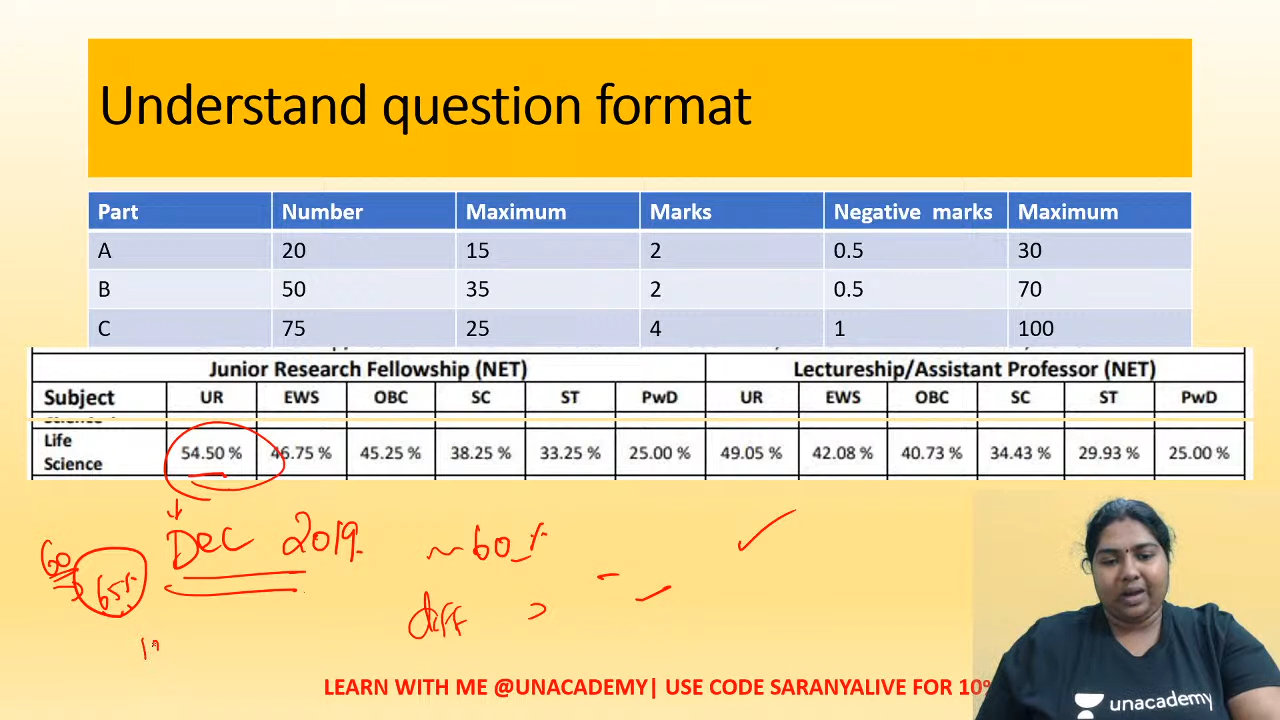 Understand question format
Part Number Maximum Marks Negative marks Maximum
A 20 15 2 0.5 30
B 50 35 2 0.5 70
C 75 25 4 1 100
Junior Research Fellowship (NET) Lectureship/Assistant Professor (NET)
Subject UR EWS OBC SC ST PwD UR EWS OBC SC ST PwD
Life Science 54.50 % 46.75 % 45.25 % 38.25 % 33.25 % 25.00 % 49.05 % 42.08 % 40.73 % 34.43 % 29.93 % 25.00 %
Dec 2019 ~60 %
60
65%
diff
LEARN WITH ME @UNACADEMY| USE CODE SARANYALIVE FOR 10%
unacademy